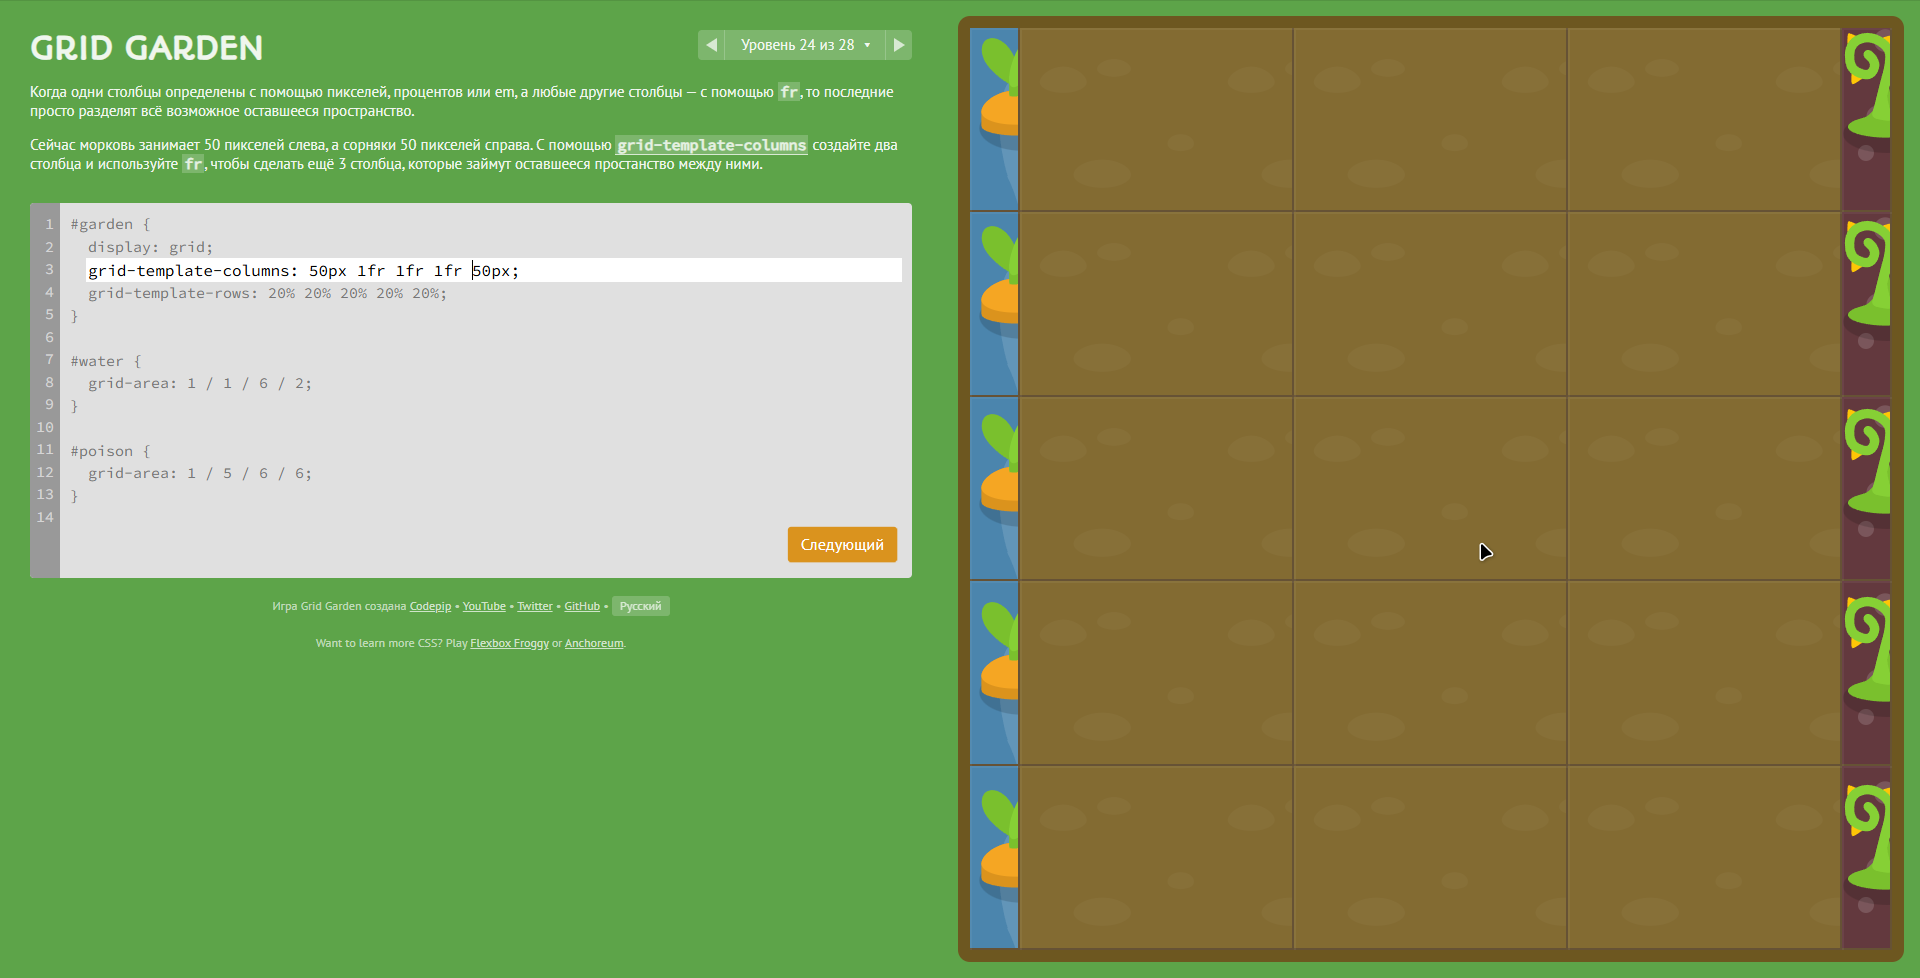 GRID GARDEN
Уровень 24 из 28
Когда одни столбцы определены с помощью пикселей, процентов или em, а любые другие столбцы — с помощью fr, то последние
просто разделят всё возможное оставшееся пространство.
Сейчас морковь занимает 50 пикселей слева, а сорняки 50 пикселей справа. С помощью grid-template-columns создайте два
столбца и используйте fr, чтобы сделать ещё 3 столбца, которые займут оставшееся простанство между ними.
1 #garden {
2 display: grid;
3 grid-template-columns: 50px 1fr 1fr 1fr 50px;
4 grid-template-rows: 20% 20% 20% 20% 20%;
5 }
6
7 #water {
8 grid-area: 1 / 1 / 6 / 2;
9 }
10
11 #poison {
12 grid-area: 1 / 5 / 6 / 6;
13 }
14
Следующий
Игра Grid Garden создана Codepip • YouTube • Twitter • GitHub • Русский
Want to learn more CSS? Play Flexbox Froggy or Anchoreum.